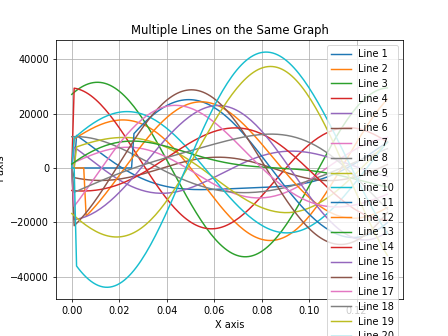 Multiple Lines on the Same Graph
40000
20000
0
−20000
−40000
0.00
0.02
0.04
0.06
0.08
0.10
X axis
axis
Line 1
Line 2
Line 3
Line 4
Line 5
Line 6
Line 7
Line 8
Line 9
Line 10
Line 11
Line 12
Line 13
Line 14
Line 15
Line 16
Line 17
Line 18
Line 19
Line 20